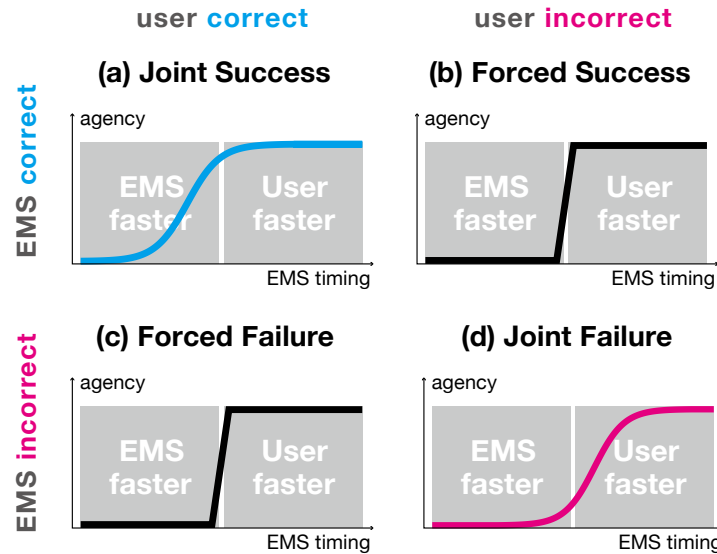 user correct
user incorrect
EMS correct
(a) Joint Success
agency
EMS faster
User faster
EMS timing
(b) Forced Success
agency
EMS faster
User faster
EMS timing
EMS incorrect
(c) Forced Failure
agency
EMS faster
User faster
EMS timing
(d) Joint Failure
agency
EMS faster
User faster
EMS timing